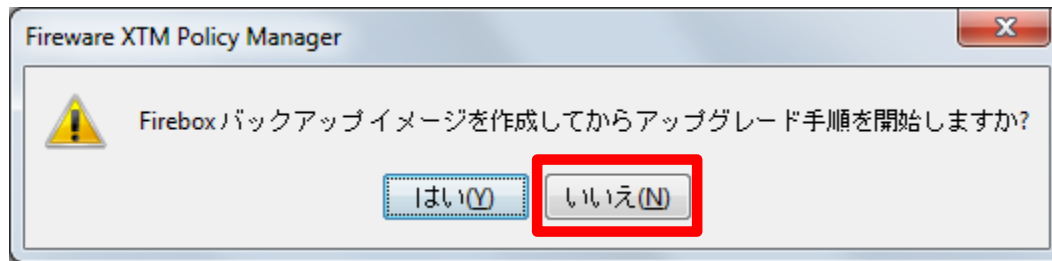 Fireware XTM Policy Manager
Firebox バックアップ イメージを作成してからアップグレード手順を開始しますか?
はい(Y) いいえ(N)